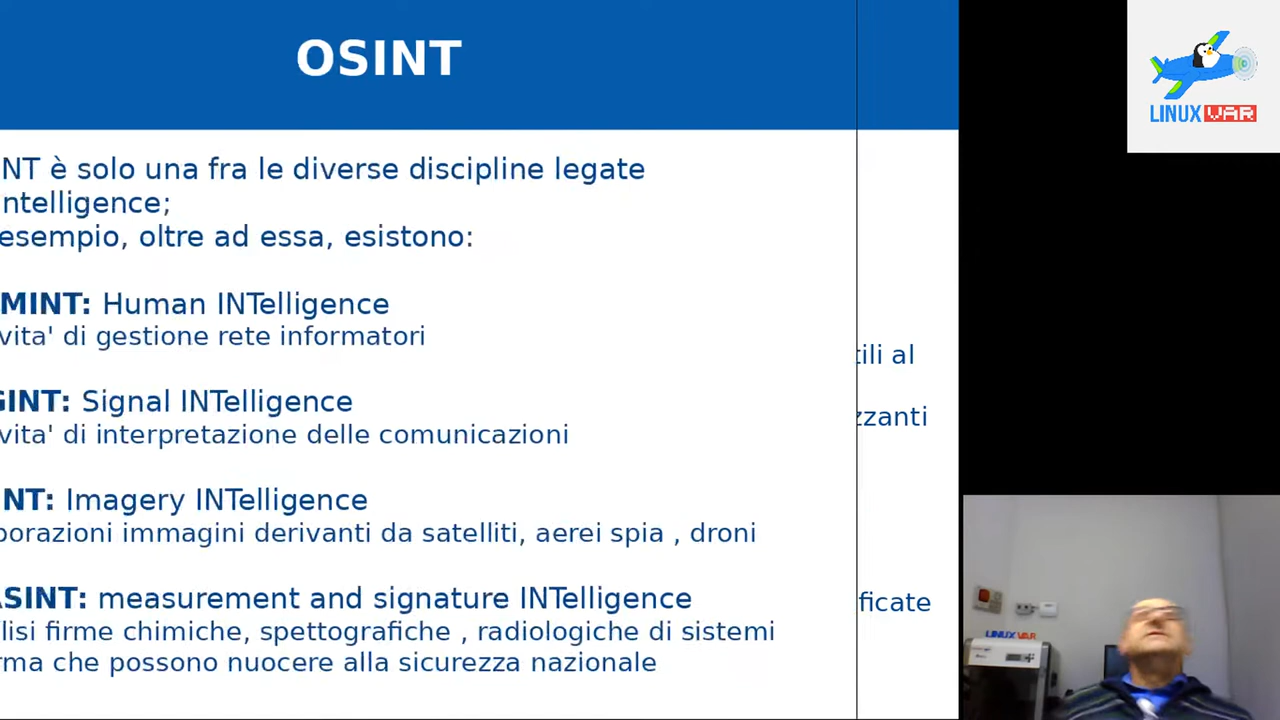 OSINT
NT è solo una fra le diverse discipline legate
ntelligence;
esempio, oltre ad essa, esistono:
MINT: Human INTelligence
vita' di gestione rete informatori
GINT: Signal INTelligence
vita' di interpretazione delle comunicazioni
NT: Imagery INTelligence
porazioni immagini derivanti da satelliti, aerei spia , droni
ASINT: measurement and signature INTelligence
lisi firme chimiche, spettografiche , radiologiche di sistemi
rma che possono nuocere alla sicurezza nazionale
tili al
zzanti
ficate
LINUX VAR
LINUX VAR